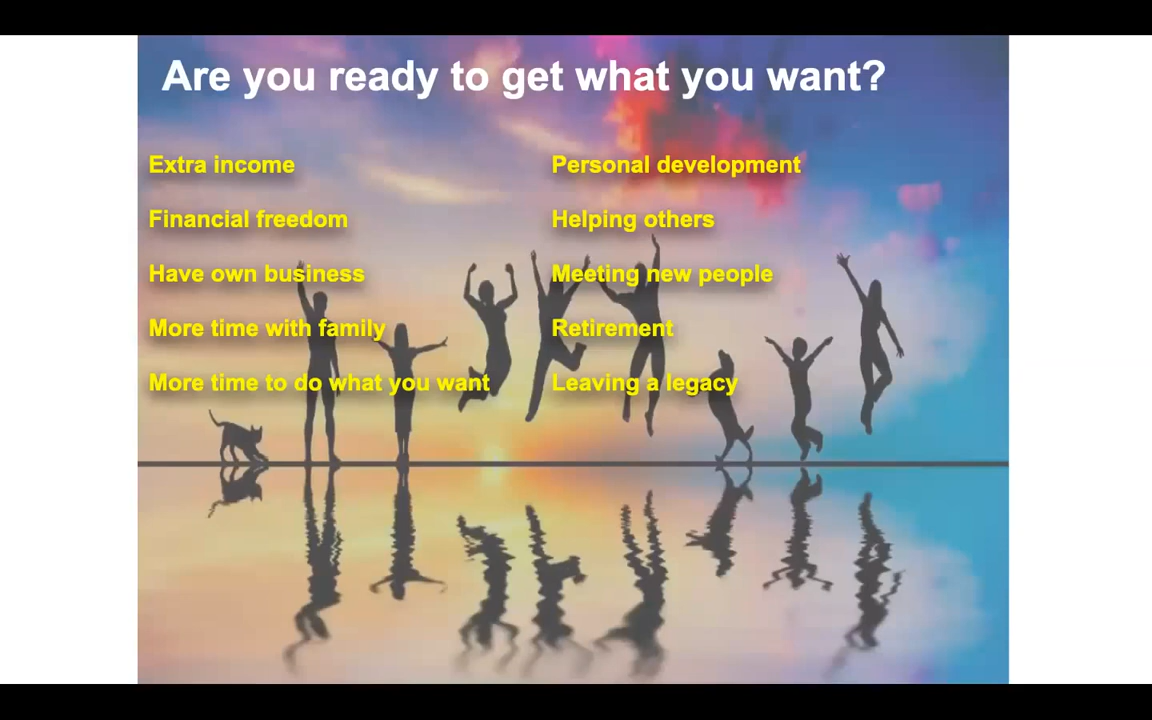 Are you ready to get what you want?
Extra income
Financial freedom
Have own business
More time with family
More time to do what you want
Personal development
Helping others
Meeting new people
Retirement
Leaving a legacy